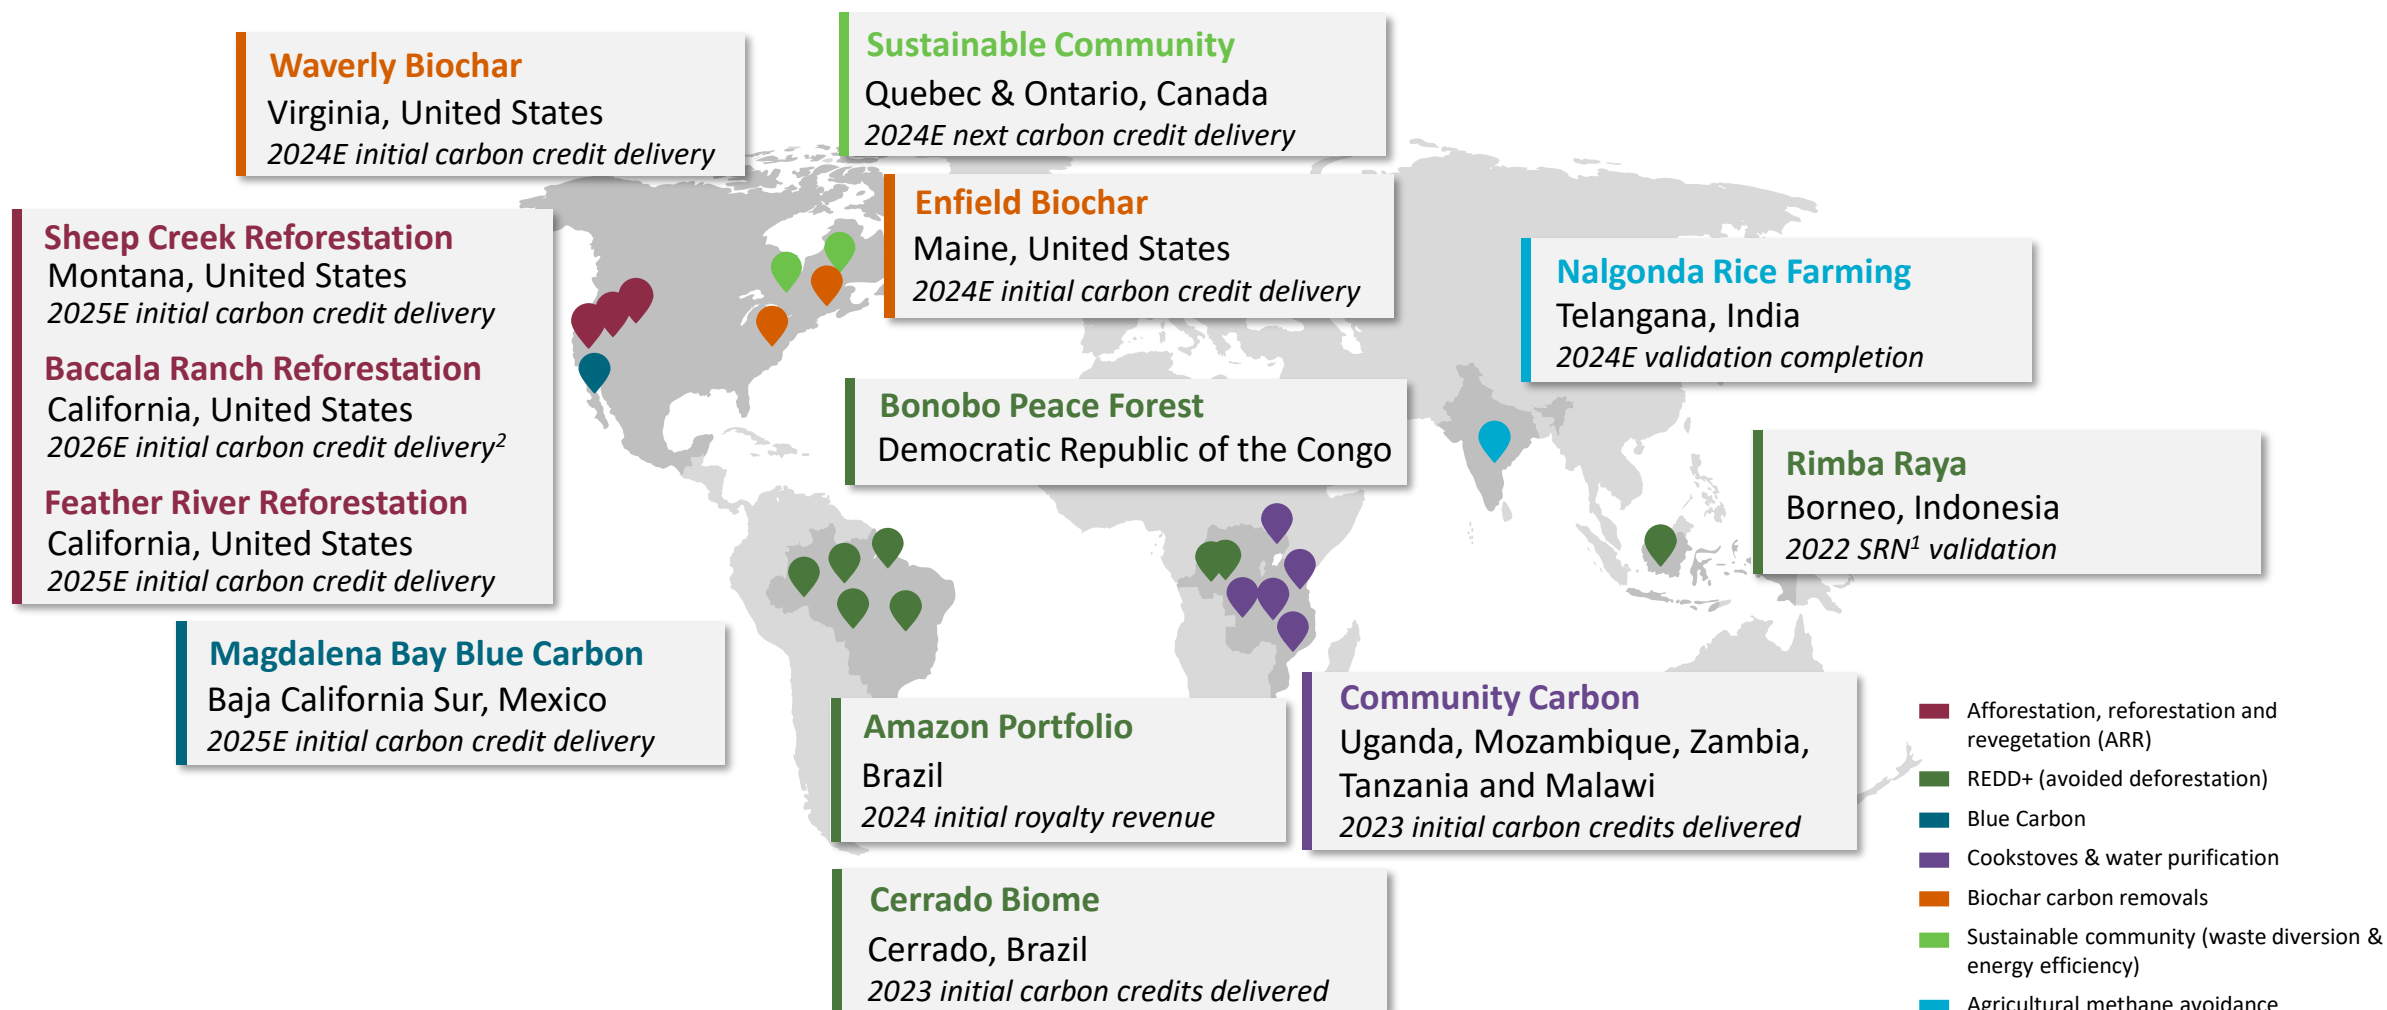 Waverly Biochar
Virginia, United States
2024E initial carbon credit delivery
Sustainable Community
Quebec & Ontario, Canada
2024E next carbon credit delivery
Enfield Biochar
Maine, United States
2024E initial carbon credit delivery
Sheep Creek Reforestation
Montana, United States
2025E initial carbon credit delivery
Baccala Ranch Reforestation
California, United States
2026E initial carbon credit delivery²
Feather River Reforestation
California, United States
2025E initial carbon credit delivery
Nalgonda Rice Farming
Telangana, India
2024E validation completion
Bonobo Peace Forest
Democratic Republic of the Congo
Rimba Raya
Borneo, Indonesia
2022 SRN¹ validation
Magdalena Bay Blue Carbon
Baja California Sur, Mexico
2025E initial carbon credit delivery
Amazon Portfolio
Brazil
2024 initial royalty revenue
Community Carbon
Uganda, Mozambique, Zambia,
Tanzania and Malawi
2023 initial carbon credits delivered
Cerrado Biome
Cerrado, Brazil
2023 initial carbon credits delivered
Afforestation, reforestation and
revegetation (ARR)
REDD+ (avoided deforestation)
Blue Carbon
Cookstoves & water purification
Biochar carbon removals
Sustainable community (waste diversion &
energy efficiency)
Agricultural methane avoidance